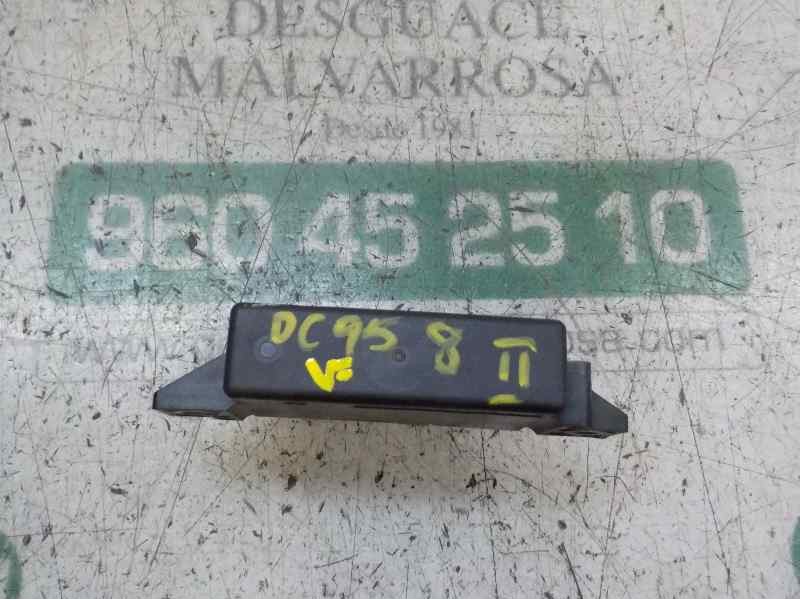 DESGUACE
MALVARROSA
Desde 1981
960 45 25 10
DC95 8 II
V: